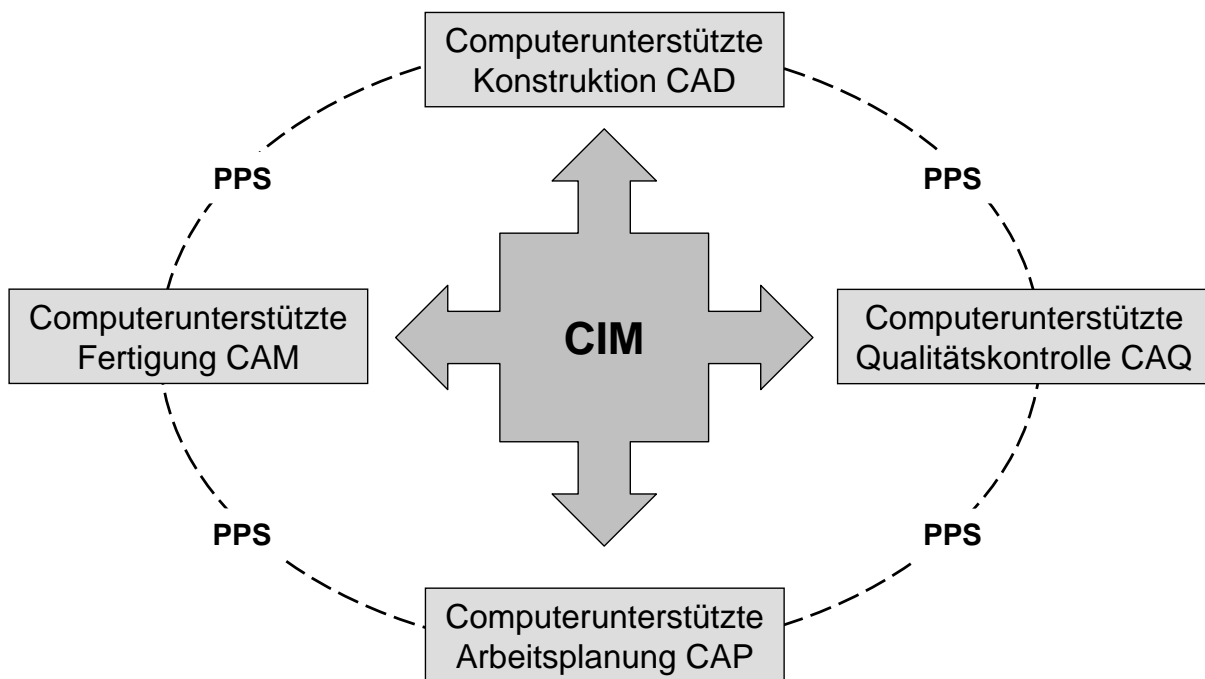 Computerunterstützte
Konstruktion CAD
PPS
PPS
Computerunterstützte
Fertigung CAM
CIM
Computerunterstützte
Qualitätskontrolle CAQ
PPS
PPS
Computerunterstützte
Arbeitsplanung CAP